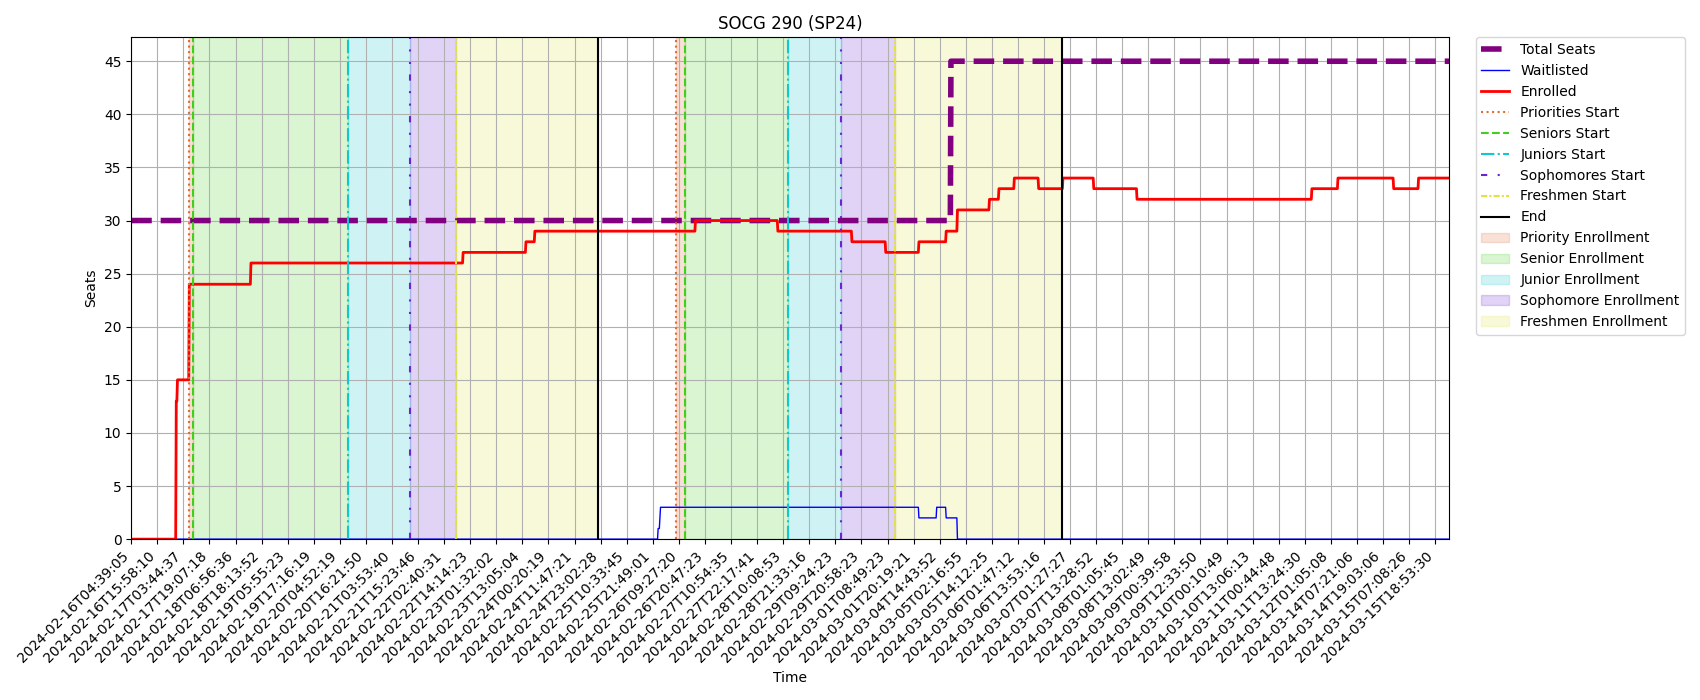 SOCG 290 (SP24)
Seats
45
40
35
30
25
20
15
10
5
0
2024-02-16T04:39:05
2024-02-16T15:58:10
2024-02-17T03:44:37
2024-02-17T19:07:18
2024-02-18T06:56:36
2024-02-18T18:13:52
2024-02-19T05:55:23
2024-02-19T17:16:19
2024-02-20T04:52:19
2024-02-20T16:21:50
2024-02-21T03:53:40
2024-02-21T15:23:46
2024-02-22T02:40:31
2024-02-22T14:14:23
2024-02-23T01:32:02
2024-02-23T13:05:04
2024-02-24T00:20:19
2024-02-24T11:47:21
2024-02-24T23:02:28
2024-02-25T10:33:45
2024-02-25T21:49:01
2024-02-26T09:27:20
2024-02-26T20:47:23
2024-02-27T10:54:35
2024-02-27T22:17:41
2024-02-28T10:08:53
2024-02-28T21:33:16
2024-02-29T09:24:23
2024-02-29T20:58:23
2024-03-01T08:49:23
2024-03-01T20:19:21
2024-03-04T14:43:52
2024-03-05T02:16:55
2024-03-05T14:12:25
2024-03-06T01:47:12
2024-03-06T13:53:16
2024-03-07T01:27:27
2024-03-07T13:28:52
2024-03-08T01:05:45
2024-03-08T13:02:49
2024-03-09T00:39:58
2024-03-09T12:33:50
2024-03-10T00:10:49
2024-03-10T13:06:13
2024-03-11T00:44:48
2024-03-11T13:24:30
2024-03-12T01:05:08
2024-03-14T07:21:06
2024-03-14T19:03:06
2024-03-15T07:08:26
2024-03-15T18:53:30
Time
Total Seats
Waitlisted
Enrolled
Priorities Start
Seniors Start
Juniors Start
Sophomores Start
Freshmen Start
End
Priority Enrollment
Senior Enrollment
Junior Enrollment
Sophomore Enrollment
Freshmen Enrollment